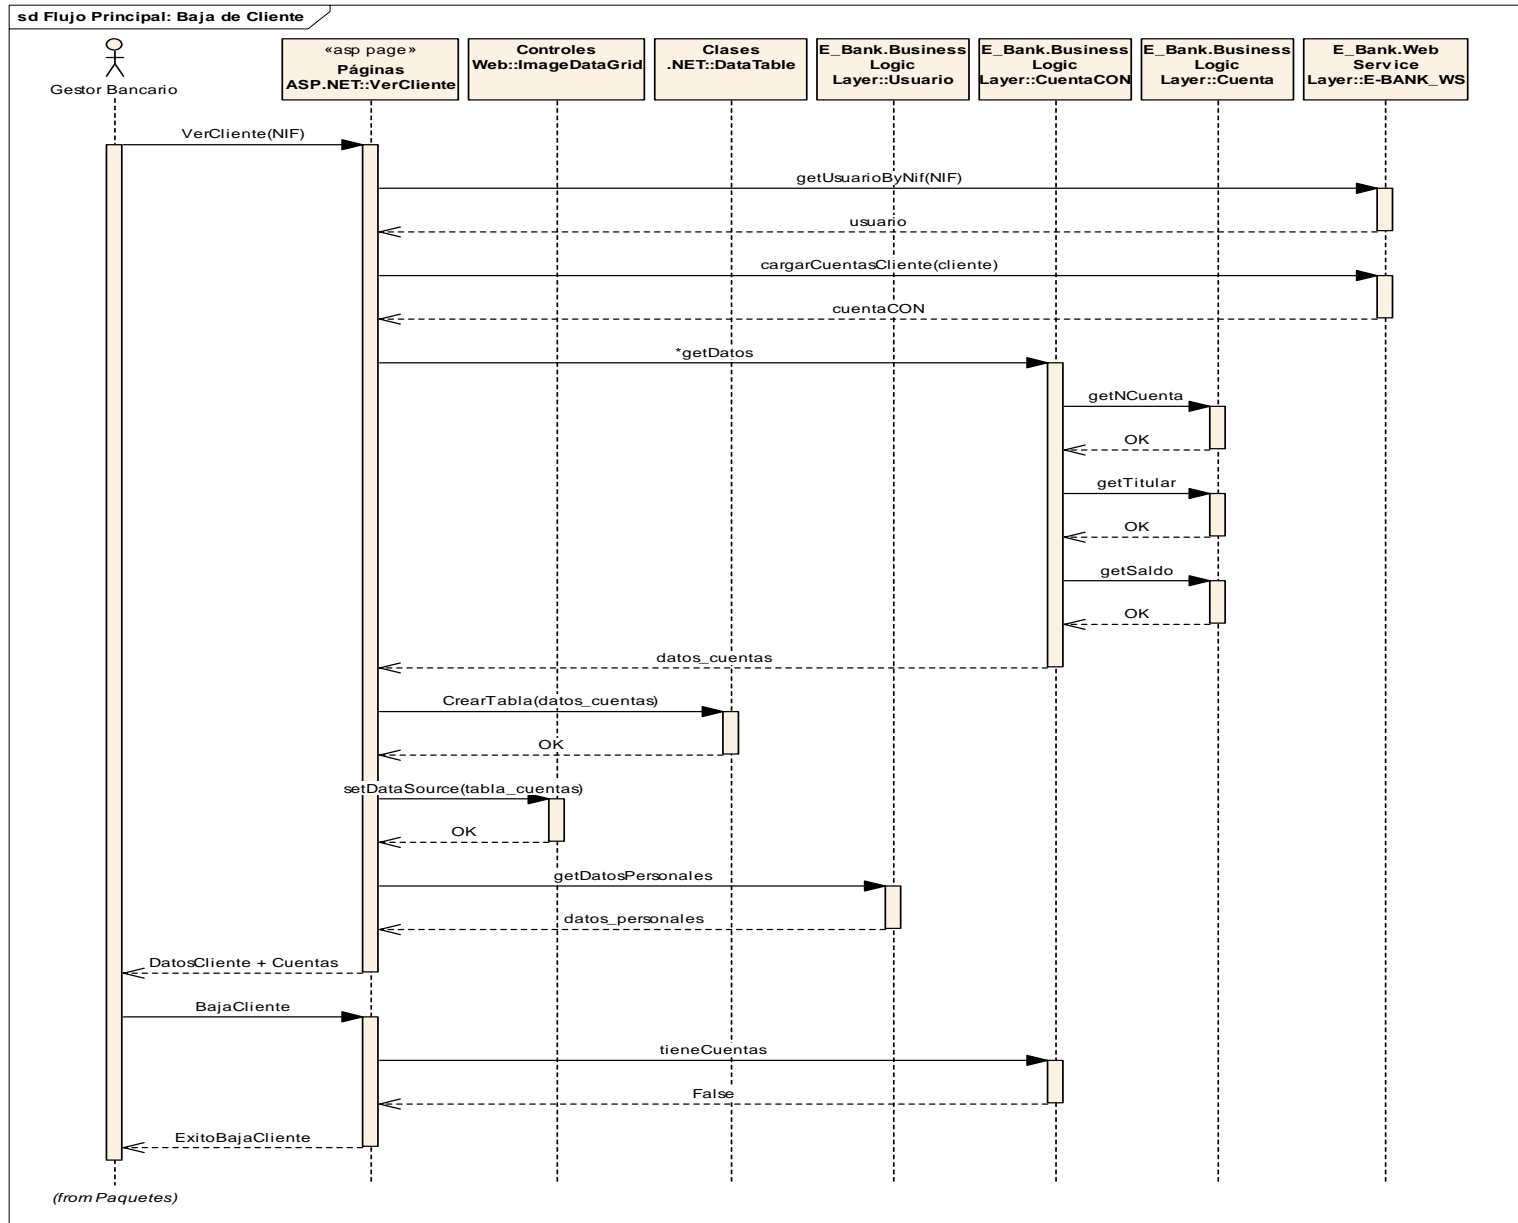 sd Flujo Principal: Baja de Cliente
Gestor Bancario
«asp page»
Páginas
ASP.NET::VerCliente
Controles
Web::ImageDataGrid
Clases
.NET::DataTable
E_Bank.Business
Logic
Layer::Usuario
E_Bank.Business
Logic
Layer::CuentaCON
E_Bank.Business
Logic
Layer::Cuenta
E_Bank.Web
Service
Layer::E-BANK_WS
VerCliente(NIF)
getUsuarioByNif(NIF)
usuario
cargarCuentasCliente(cliente)
cuentaCON
*getDatos
getNCuenta
OK
getTitular
OK
getSaldo
OK
datos_cuentas
CrearTabla(datos_cuentas)
OK
setDataSource(tabla_cuentas)
OK
getDatosPersonales
datos_personales
DatosCliente + Cuentas
BajaCliente
tieneCuentas
False
ExitoBajaCliente
(from Paquetes)